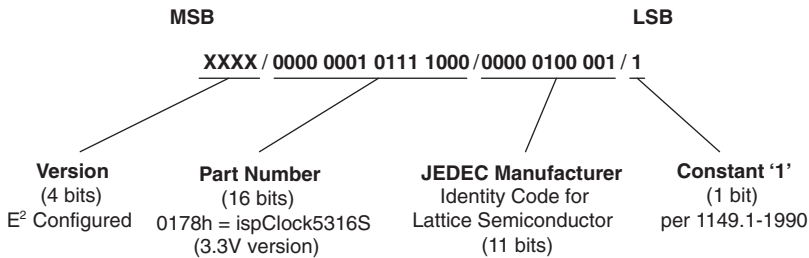 MSB LSB
XXXX / 0000 0001 0111 1000 / 0000 0100 001 / 1
Version
(4 bits)
E² Configured
Part Number
(16 bits)
0178h = ispClock5316S
(3.3V version)
JEDEC Manufacturer
Identity Code for
Lattice Semiconductor
(11 bits)
Constant ‘1’
(1 bit)
per 1149.1-1990